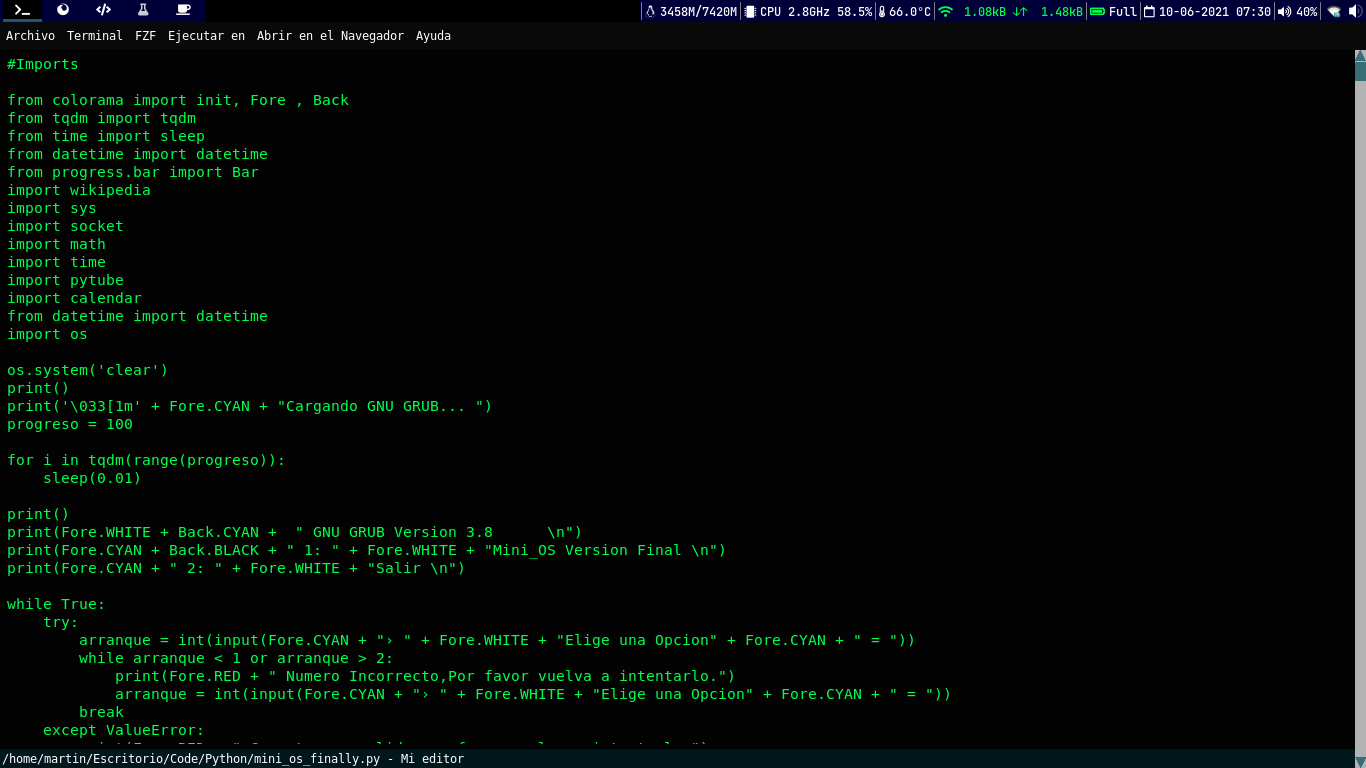 3458M/7420M CPU 2.8GHz 58.5% 66.0°C 1.08kB ↓↑ 1.48kB Full 10-06-2021 07:30 40%
Archivo Terminal FZF Ejecutar en Abrir en el Navegador Ayuda
#Imports
from colorama import init, Fore , Back
from tqdm import tqdm
from time import sleep
from datetime import datetime
from progress.bar import Bar
import wikipedia
import sys
import socket
import math
import time
import pytube
import calendar
from datetime import datetime
import os
os.system('clear')
print()
print('\033[1m' + Fore.CYAN + "Cargando GNU GRUB... ")
progreso = 100
for i in tqdm(range(progreso)):
    sleep(0.01)
print()
print(Fore.WHITE + Back.CYAN +  " GNU GRUB Version 3.8      \n")
print(Fore.CYAN + Back.BLACK + " 1: " + Fore.WHITE + "Mini_OS Version Final \n")
print(Fore.CYAN + " 2: " + Fore.WHITE + "Salir \n")
while True:
    try:
        arranque = int(input(Fore.CYAN + "› " + Fore.WHITE + "Elige una Opcion" + Fore.CYAN + " = "))
        while arranque < 1 or arranque > 2:
            print(Fore.RED + " Numero Incorrecto,Por favor vuelva a intentarlo.")
            arranque = int(input(Fore.CYAN + "› " + Fore.WHITE + "Elige una Opcion" + Fore.CYAN + " = "))
        break
    except ValueError:
/home/martin/Escritorio/Code/Python/mini_os_finally.py - Mi editor